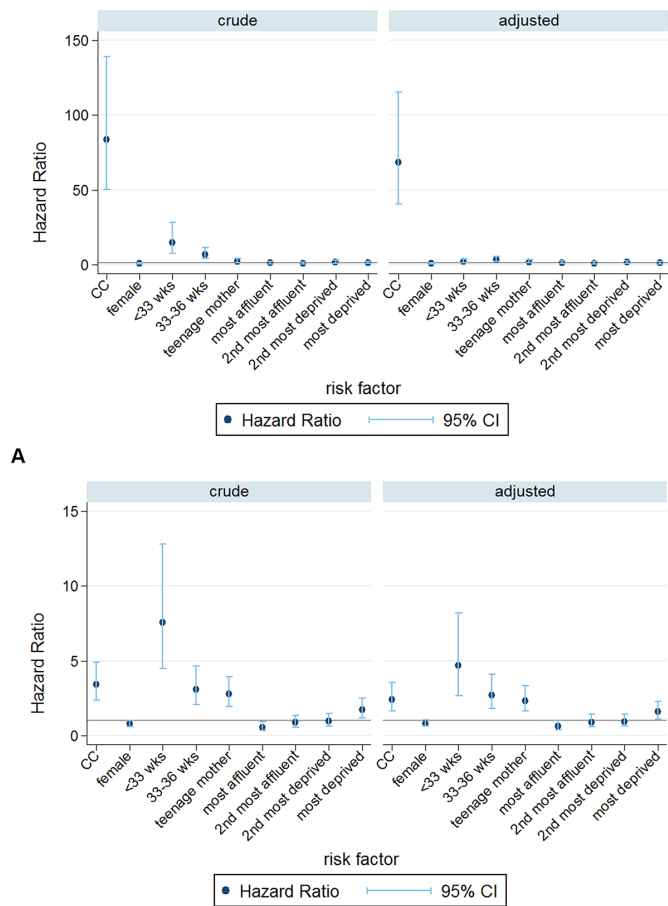 crude
adjusted
150
100
50
0
Hazard Ratio
CC
female
<33 wks
33-36 wks
teenage mother
most affluent
2nd most affluent
2nd most deprived
most deprived
CC
female
<33 wks
33-36 wks
teenage mother
most affluent
2nd most affluent
2nd most deprived
most deprived
risk factor
Hazard Ratio
95% CI
A
crude
adjusted
15
10
5
0
Hazard Ratio
CC
female
<33 wks
33-36 wks
teenage mother
most affluent
2nd most affluent
2nd most deprived
most deprived
CC
female
<33 wks
33-36 wks
teenage mother
most affluent
2nd most affluent
2nd most deprived
most deprived
risk factor
Hazard Ratio
95% CI